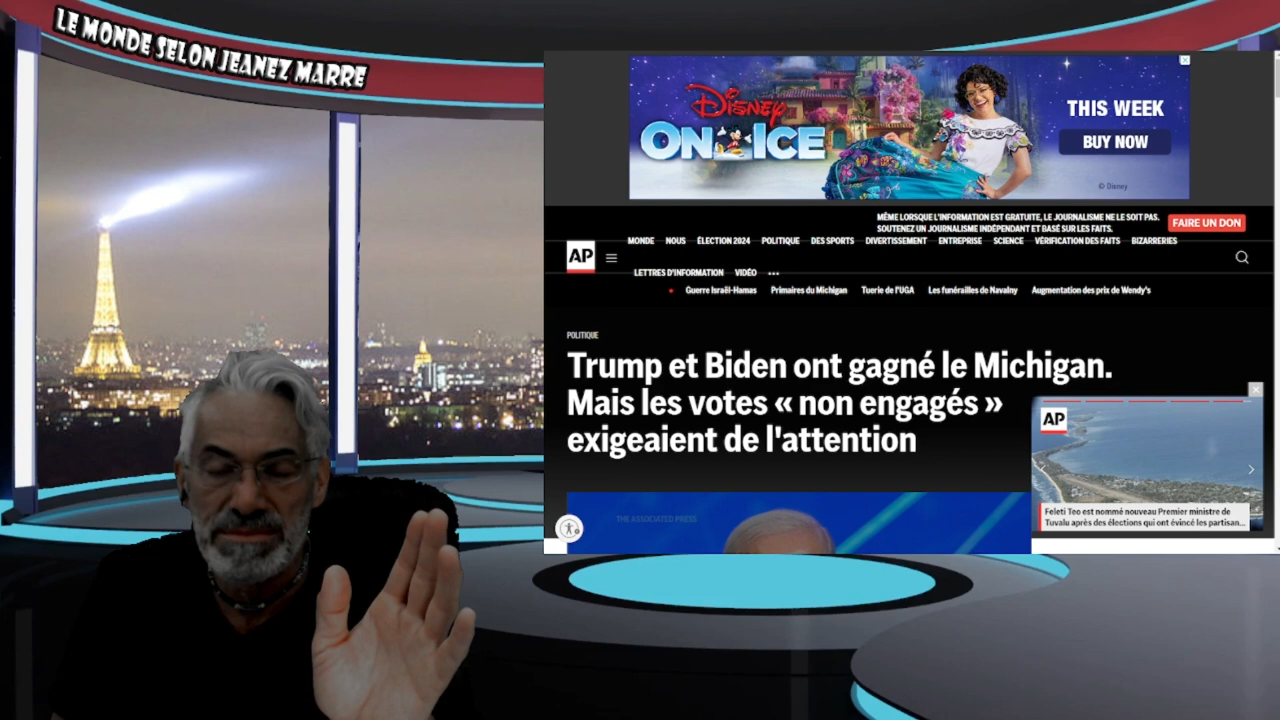 LE MONDE SELON JEANEZ MARRE
Disney
ON ICE
THIS WEEK
BUY NOW
© Disney
MÊME LORSQUE L'INFORMATION EST GRATUITE, LE JOURNALISME NE LE SOIT PAS.
SOUTENEZ UN JOURNALISME INDÉPENDANT ET BASÉ SUR LES FAITS.
FAIRE UN DON
AP
MONDE NOUS ÉLECTION 2024 POLITIQUE DES SPORTS DIVERTISSEMENT ENTREPRISE SCIENCE VÉRIFICATION DES FAITS BIZARRERIES
LETTRES D'INFORMATION VIDÉO •••
Guerre Israël-Hamas Primaires du Michigan Tuerie de l'UGA Les funérailles de Navalny Augmentation des prix de Wendy's
POLITIQUE
Trump et Biden ont gagné le Michigan.
Mais les votes « non engagés »
exigeaient de l'attention
THE ASSOCIATED PRESS
AP
Feleti Teo est nommé nouveau Premier ministre de
Tuvalu après des élections qui ont évincé les partisan...